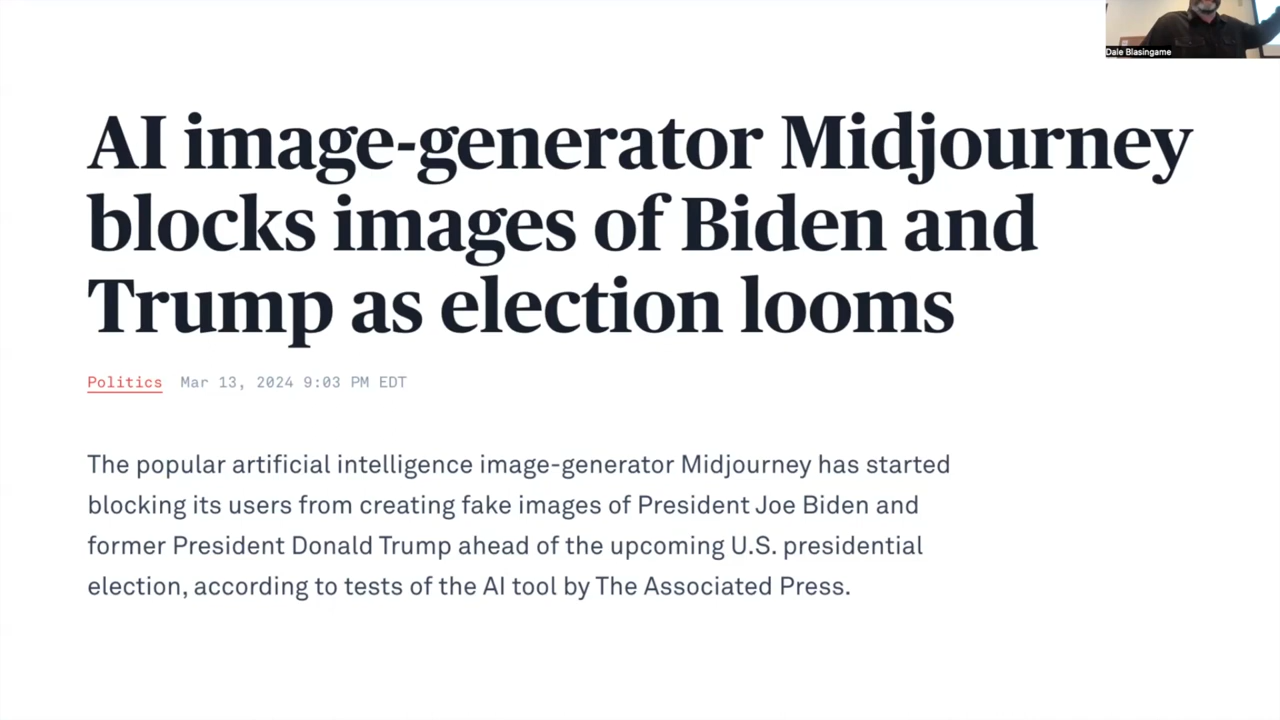 Dale Blasingame
AI image-generator Midjourney
blocks images of Biden and
Trump as election looms
Politics Mar 13, 2024 9:03 PM EDT
The popular artificial intelligence image-generator Midjourney has started
blocking its users from creating fake images of President Joe Biden and
former President Donald Trump ahead of the upcoming U.S. presidential
election, according to tests of the AI tool by The Associated Press.